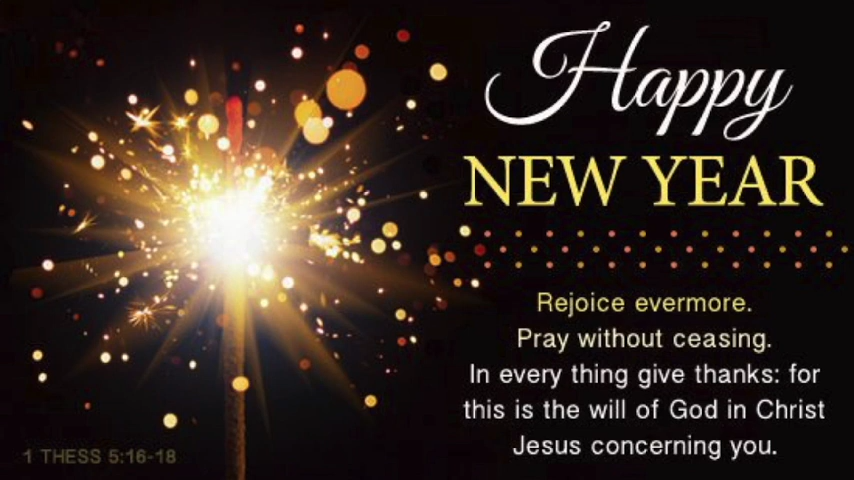 Happy
NEW YEAR
Rejoice evermore.
Pray without ceasing.
In every thing give thanks: for
this is the will of God in Christ
Jesus concerning you.
1 THESS 5:16-18